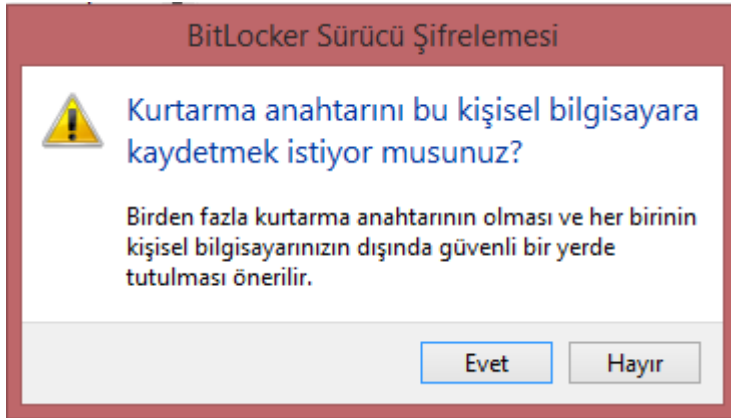 BitLocker Sürücü Şifrelemesi
Kurtarma anahtarını bu kişisel bilgisayara
kaydetmek istiyor musunuz?
Birden fazla kurtarma anahtarının olması ve her birinin
kişisel bilgisayarınızın dışında güvenli bir yerde
tutulması önerilir.
Evet
Hayır